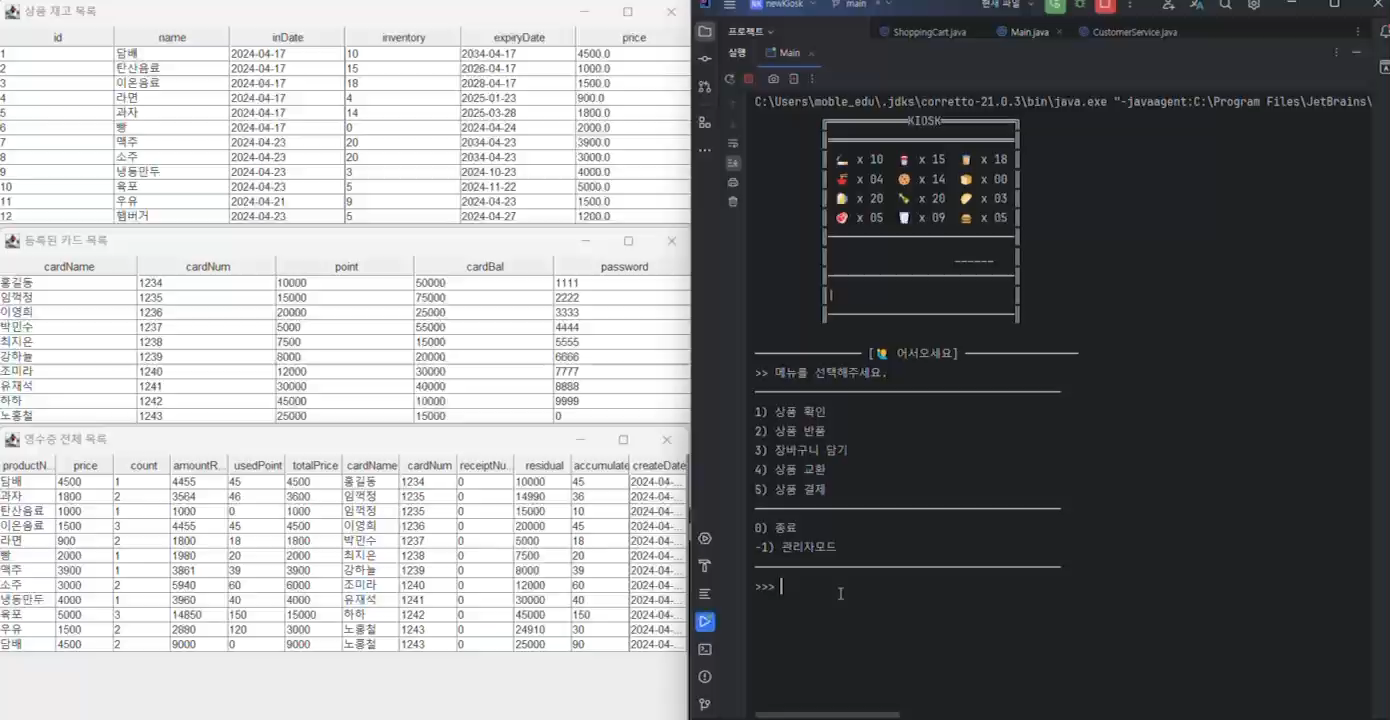 상품 재고 목록
id name inDate inventory expiryDate price
1 담배 2024-04-17 10 2034-04-17 4500.0
2 탄산음료 2024-04-17 15 2026-04-17 1000.0
3 이온음료 2024-04-17 18 2028-04-17 1500.0
4 라면 2024-04-17 4 2025-01-23 900.0
5 과자 2024-04-17 14 2025-03-28 1800.0
6 빵 2024-04-17 0 2024-04-24 2000.0
7 맥주 2024-04-23 20 2034-04-23 3900.0
8 소주 2024-04-23 20 2034-04-23 3000.0
9 냉동만두 2024-04-23 3 2024-10-23 4000.0
10 육포 2024-04-23 5 2024-11-22 5000.0
11 우유 2024-04-21 9 2024-04-23 1500.0
12 햄버거 2024-04-23 5 2024-04-27 1200.0
등록된 카드 목록
cardName cardNum point cardBal password
홍길동 1234 10000 50000 1111
임꺽정 1235 15000 75000 2222
이영희 1236 20000 25000 3333
박민수 1237 5000 55000 4444
최지은 1238 7500 15000 5555
강하늘 1239 8000 20000 6666
조미라 1240 12000 30000 7777
유재석 1241 30000 40000 8888
하하 1242 45000 10000 9999
노홍철 1243 25000 15000 0
영수증 전체 목록
productN... price count amountR... usedPoint totalPrice cardName cardNum receiptNu... residual accumulate createDate
담배 4500 1 4455 45 4500 홍길동 1234 0 10000 45 2024-04-...
과자 1800 2 3564 46 3600 임꺽정 1235 0 14990 36 2024-04-...
탄산음료 1000 1 1000 0 1000 임꺽정 1235 0 15000 10 2024-04-...
이온음료 1500 3 4455 45 4500 이영희 1236 0 20000 45 2024-04-...
라면 900 2 1800 18 1800 박민수 1237 0 5000 18 2024-04-...
빵 2000 1 1980 20 2000 최지은 1238 0 7500 20 2024-04-...
맥주 3900 1 3861 39 3900 강하늘 1239 0 8000 39 2024-04-...
소주 3000 2 5940 60 6000 조미라 1240 0 12000 60 2024-04-...
냉동만두 4000 1 3960 40 4000 유재석 1241 0 30000 40 2024-04-...
육포 5000 3 14850 150 15000 하하 1242 0 45000 150 2024-04-...
우유 1500 2 2880 120 3000 노홍철 1243 0 24910 30 2024-04-...
담배 4500 2 9000 0 9000 노홍철 1243 0 25000 90 2024-04-...
newKiosk main 현재 파일
프로젝트 ShoppingCart.java Main.java CustomerService.java
실행 Main
C:\Users\moble_edu\.jdks\corretto-21.0.3\bin\java.exe "-javaagent:C:\Program Files\JetBrains\
KIOSK
x 10 x 15 x 18
x 04 x 14 x 00
x 20 x 20 x 03
x 05 x 09 x 05
[ 어서오세요]
>> 메뉴를 선택해주세요.
1) 상품 확인
2) 상품 반품
3) 장바구니 담기
4) 상품 교환
5) 상품 결제
0) 종료
-1) 관리자모드
>>>